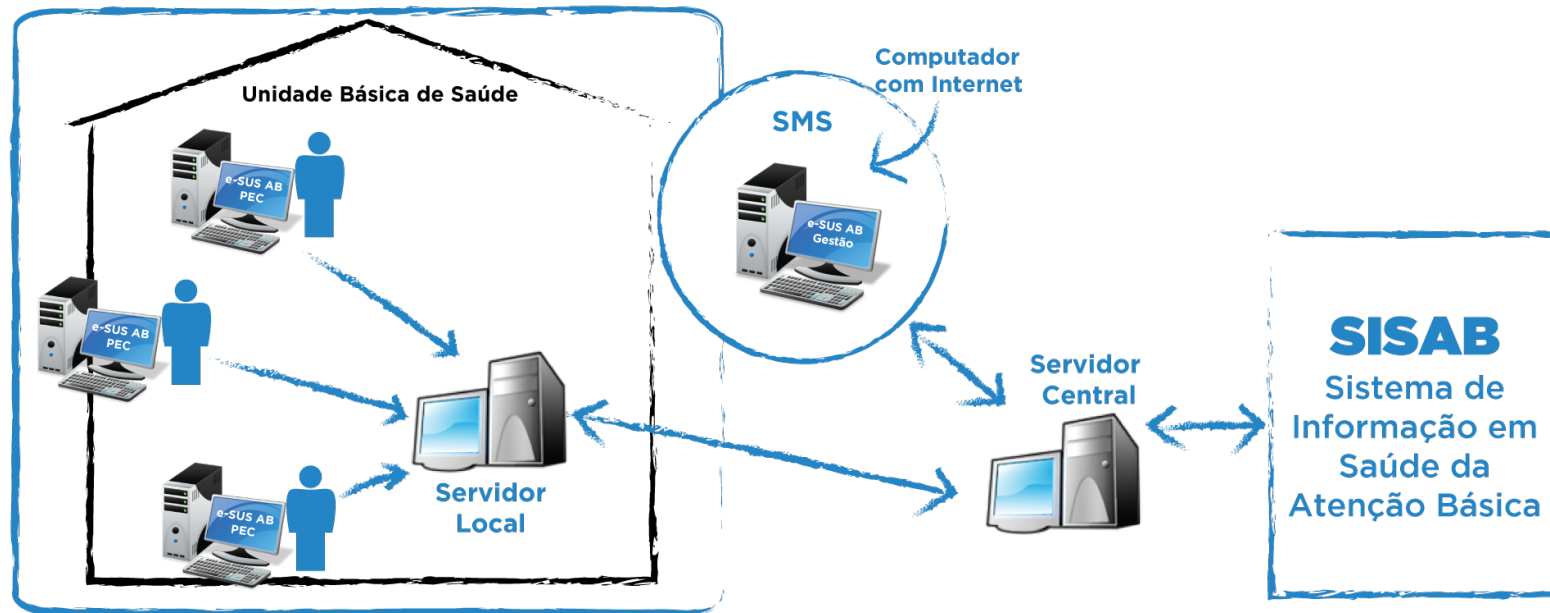 Unidade Básica de Saúde
e-SUS AB
PEC
e-SUS AB
PEC
e-SUS AB
PEC
Servidor
Local
Computador
com Internet
SMS
e-SUS AB
Gestão
Servidor
Central
SISAB
Sistema de
Informação em
Saúde da
Atenção Básica